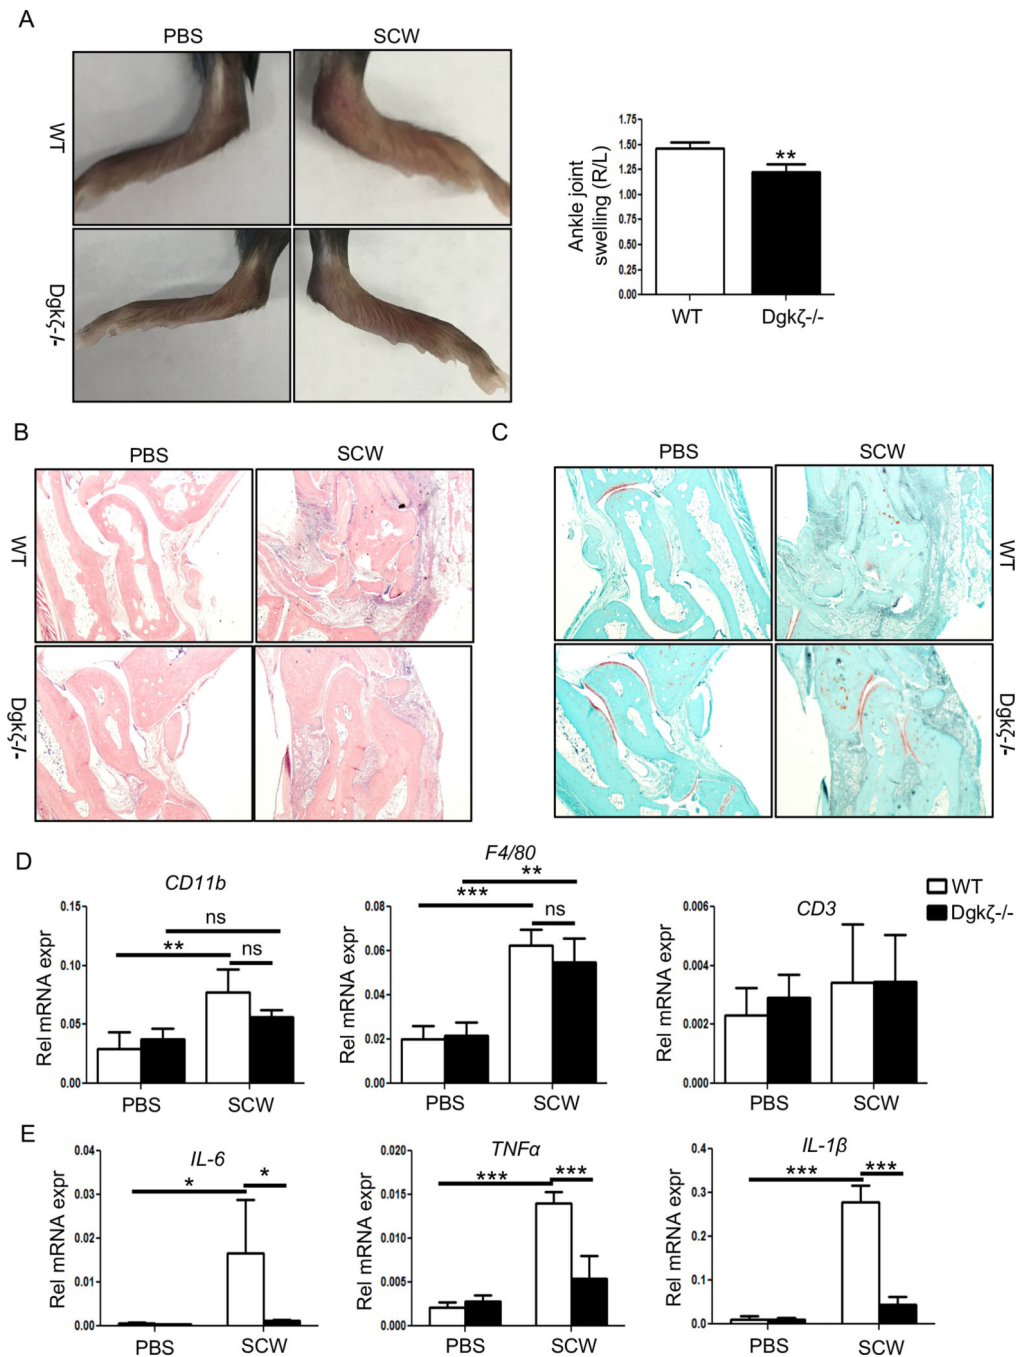 A
PBS
SCW
WT
Dgkζ-/-
1.75
1.50
1.25
1.00
0.75
0.50
0.25
0.00
Ankle joint
swelling (R/L)
**
WT
Dgkζ-/-
B
PBS
SCW
WT
Dgkζ-/-
C
PBS
SCW
WT
Dgkζ-/-
D
CD11b
Rel mRNA expr
0.15
0.10
0.05
0.00
ns
**
ns
PBS
SCW
F4/80
Rel mRNA expr
0.08
0.06
0.04
0.02
0.00
**
***
ns
PBS
SCW
CD3
Rel mRNA expr
0.006
0.004
0.002
0.000
PBS
SCW
WT
Dgkζ-/-
E
IL-6
Rel mRNA expr
0.04
0.03
0.02
0.01
0.00
*
*
PBS
SCW
TNFα
Rel mRNA expr
0.020
0.015
0.010
0.005
0.000
***
***
PBS
SCW
IL-1β
Rel mRNA expr
0.4
0.3
0.2
0.1
0.0
***
***
PBS
SCW